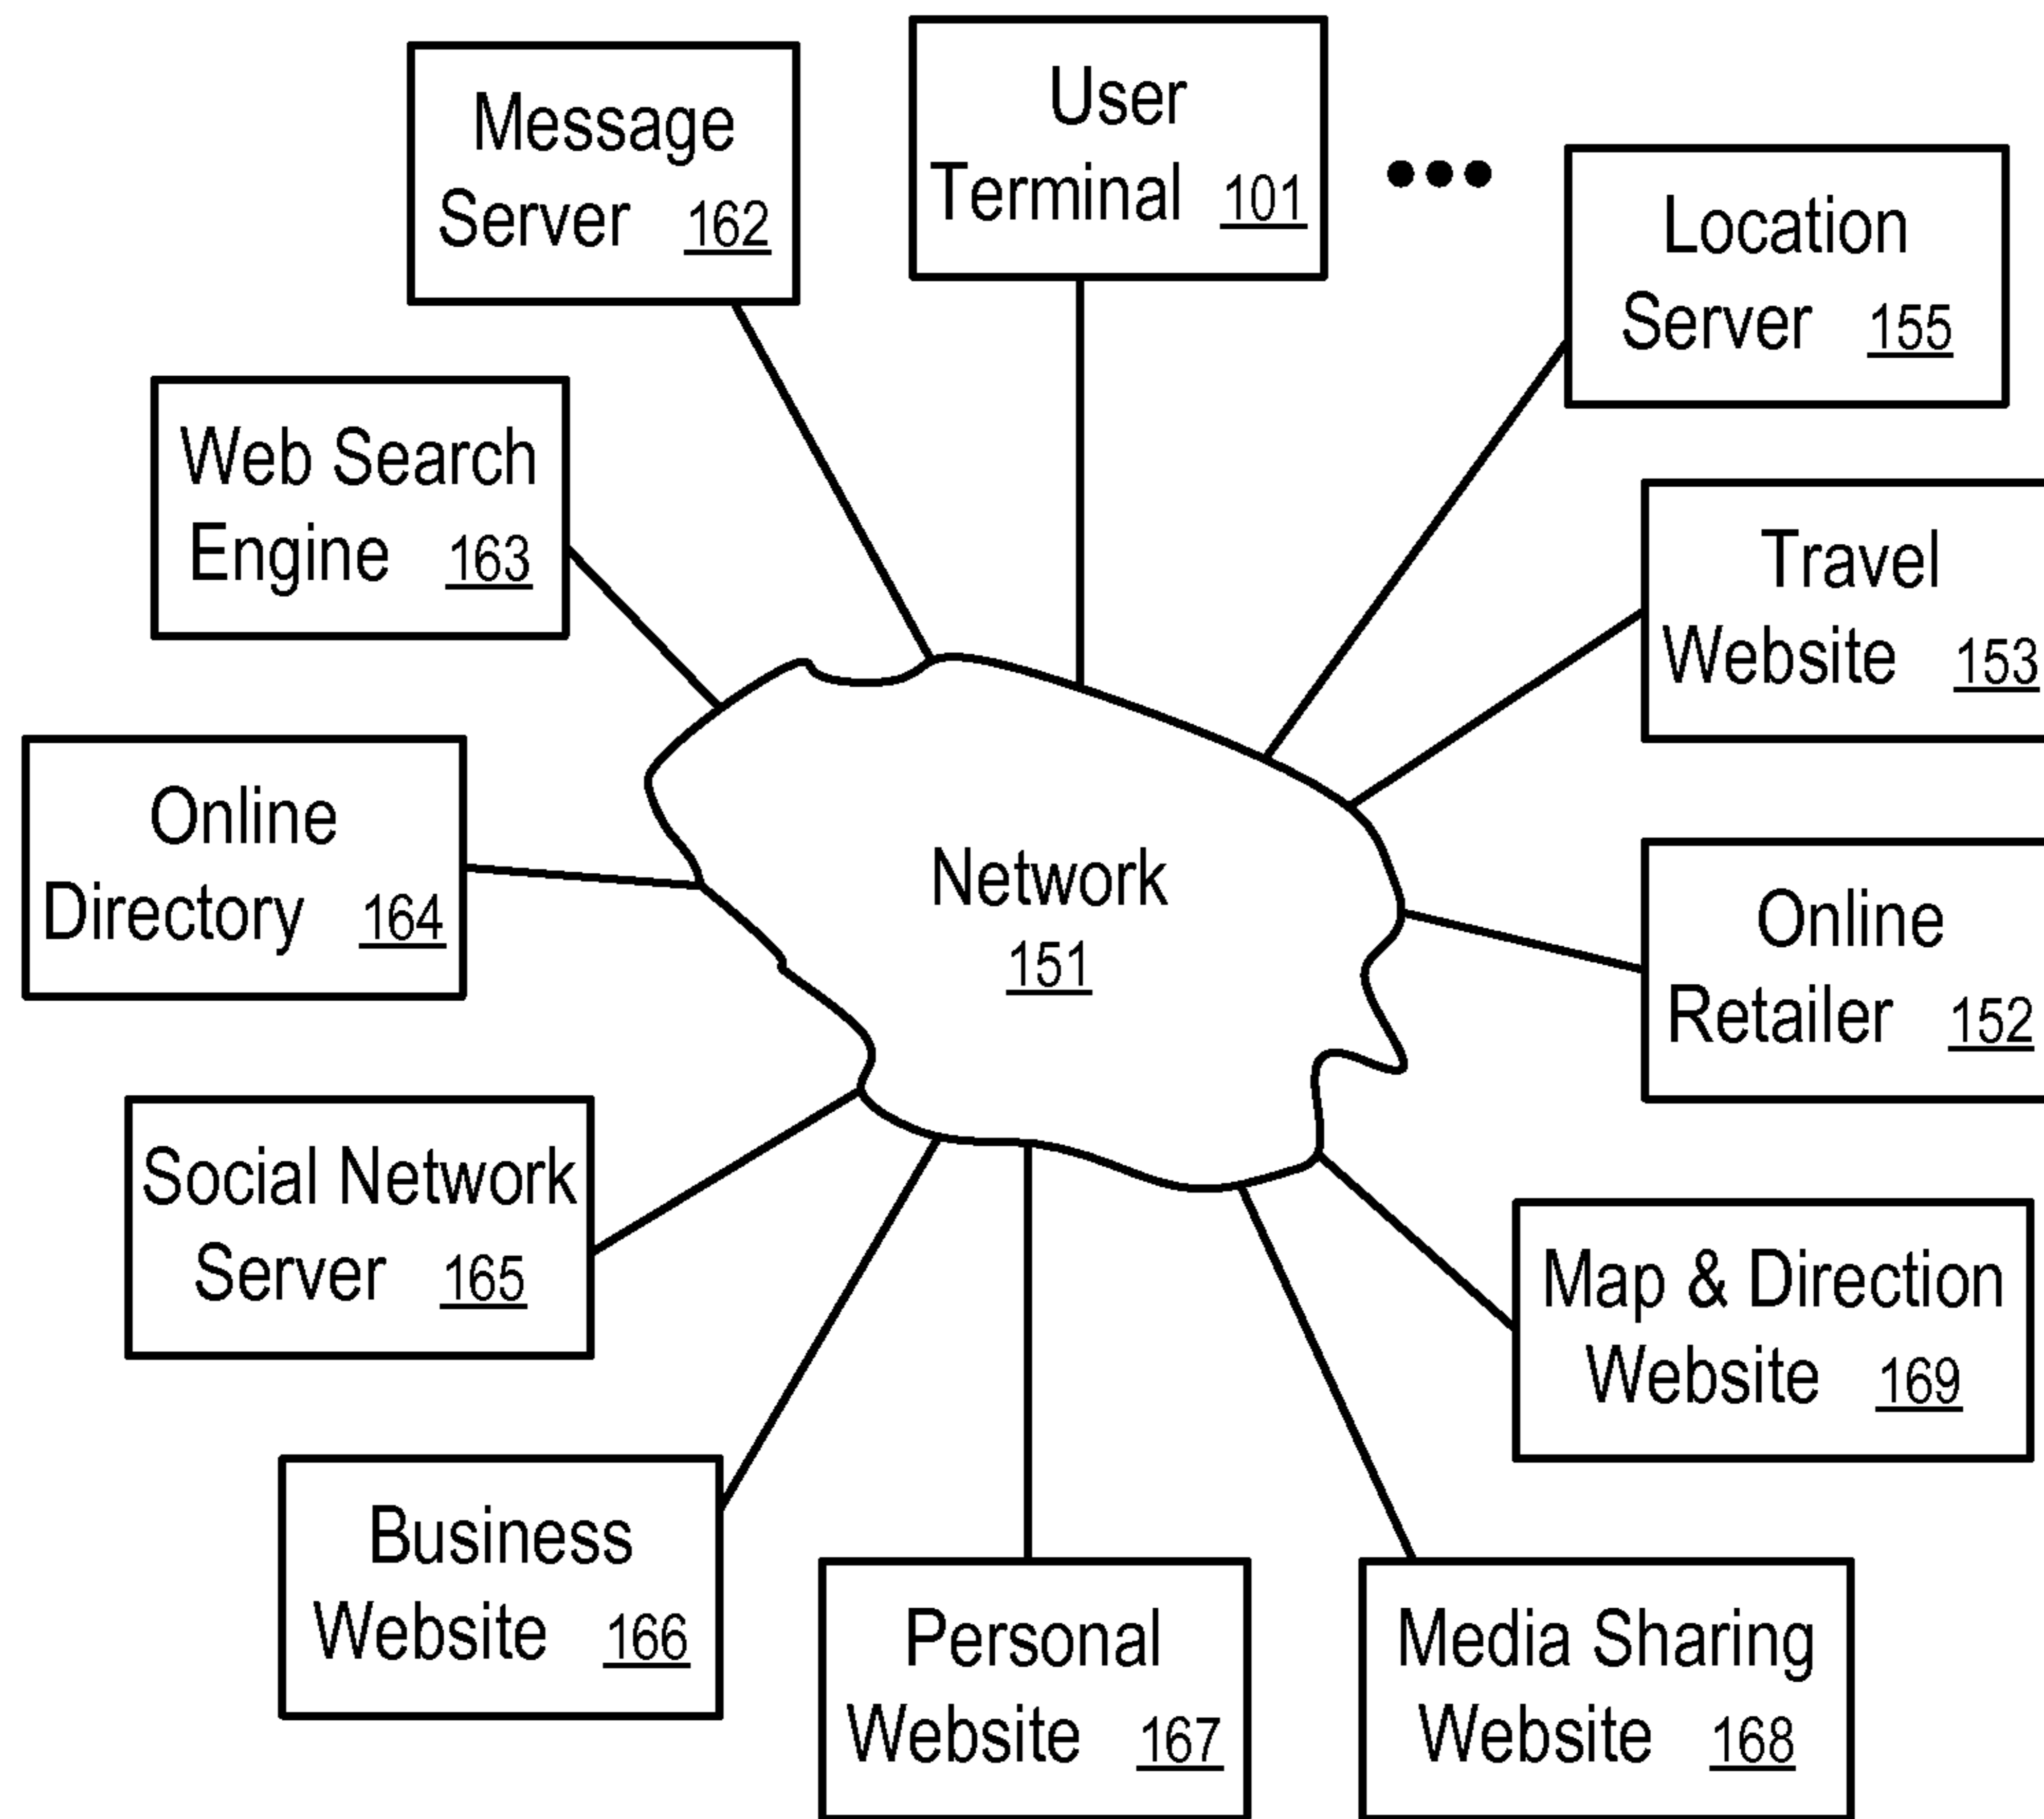 Message
Server 162
User
Terminal 101
Location
Server 155
Web Search
Engine 163
Travel
Website 153
Online
Directory 164
Network
151
Online
Retailer 152
Social Network
Server 165
Map & Direction
Website 169
Business
Website 166
Personal
Website 167
Media Sharing
Website 168